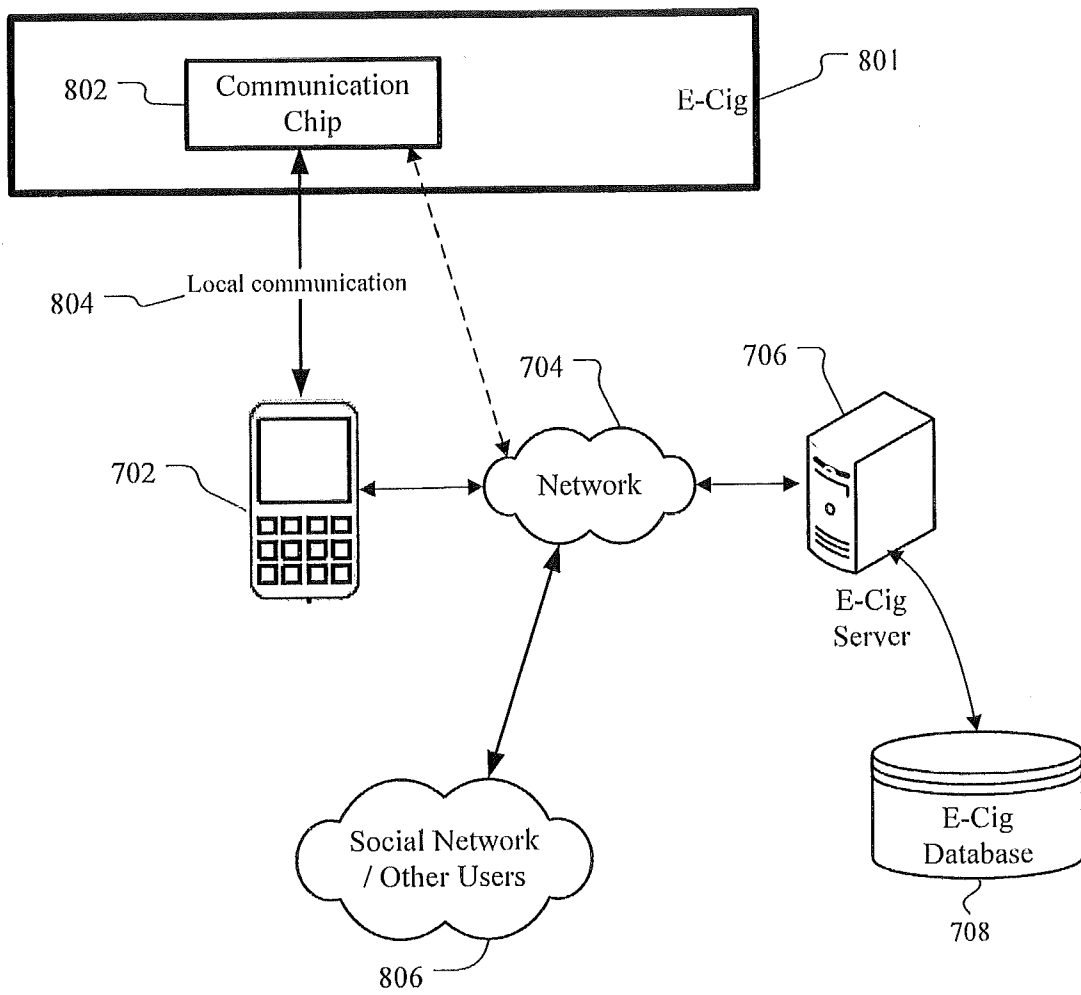 801
802
Communication
Chip
E-Cig
804
Local communication
704
706
702
Network
E-Cig
Server
Social Network
/ Other Users
E-Cig
Database
708
806